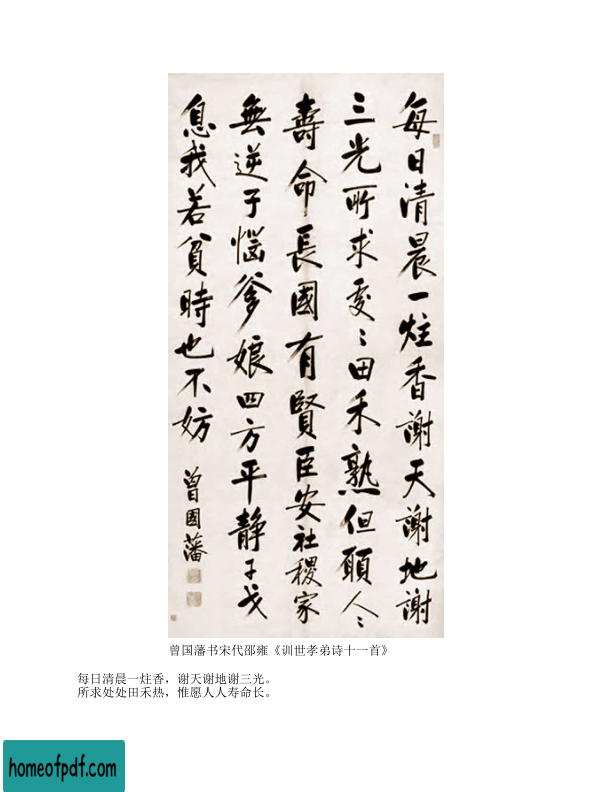 每日清晨一炷香謝天謝地謝
三光所求處〻田禾熟但願人〻
壽命長國有賢臣安社稷家
無逆子惱爹娘四方平靜干戈
息我若貧時也不妨
曾國藩
曾国藩书宋代邵雍《训世孝弟诗十一首》
每日清晨一炷香，谢天谢地谢三光。
所求处处田禾热，惟愿人人寿命长。
homeofpdf.com